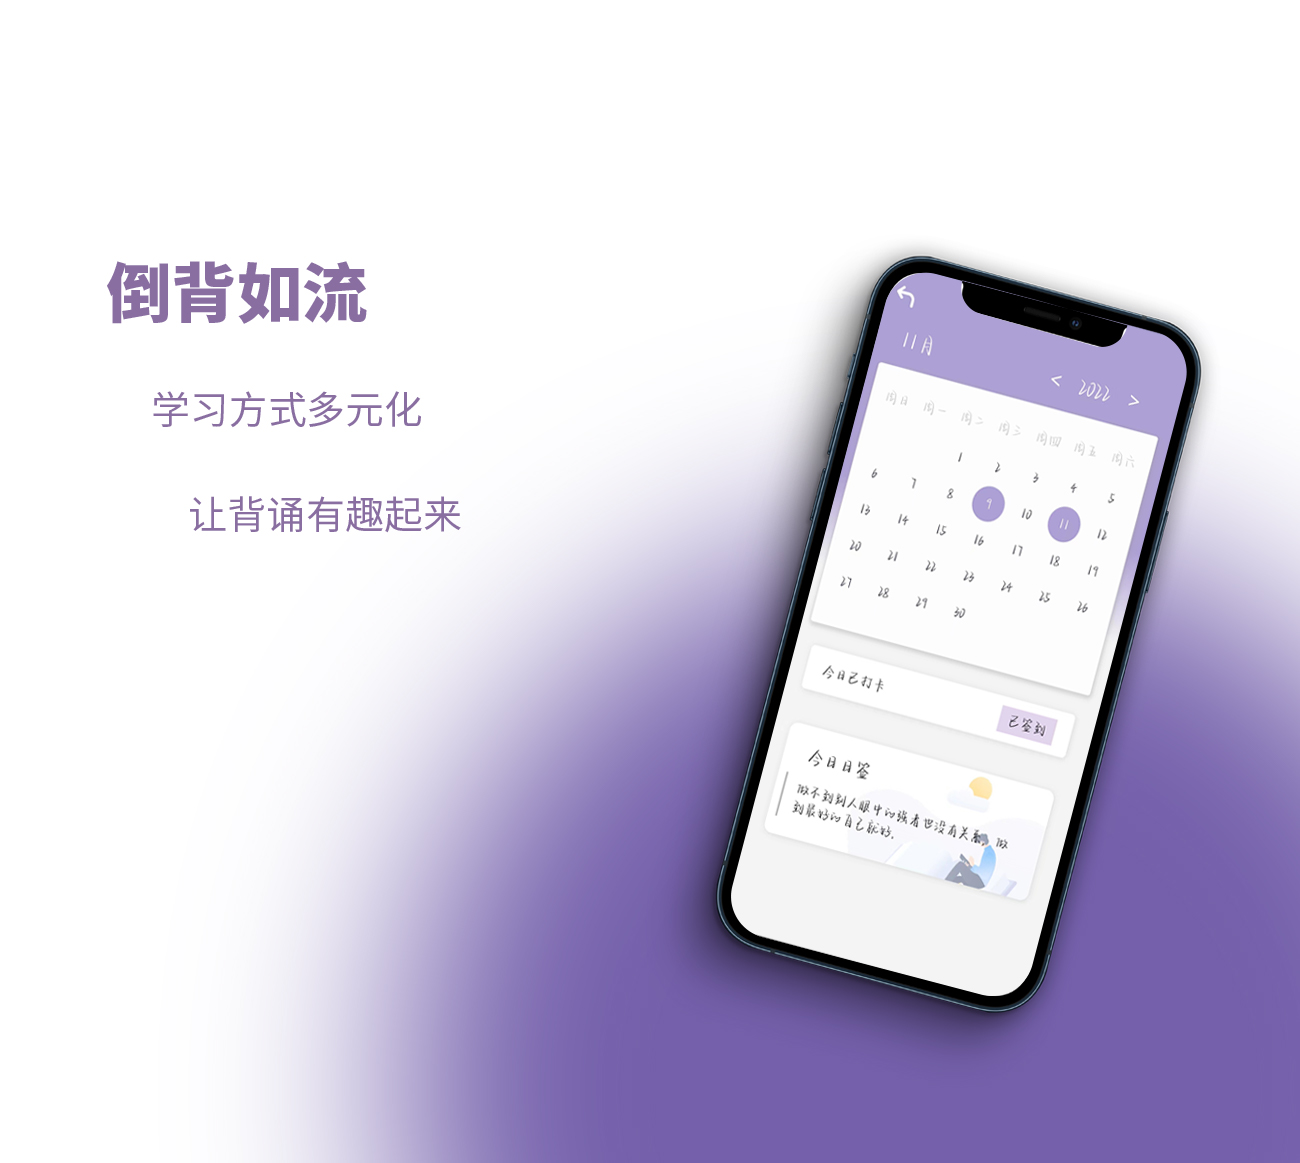 倒背如流
学习方式多元化
让背诵有趣起来
11月
< 2022 >
周日 周一 周二 周三 周四 周五 周六
1 2 3 4 5
6 7 8 9 10 11 12
13 14 15 16 17 18 19
20 21 22 23 24 25 26
27 28 29 30
今日已打卡
已签到
今日日签
做不到别人眼中的强者也没有关系，做
到最好的自己就好、